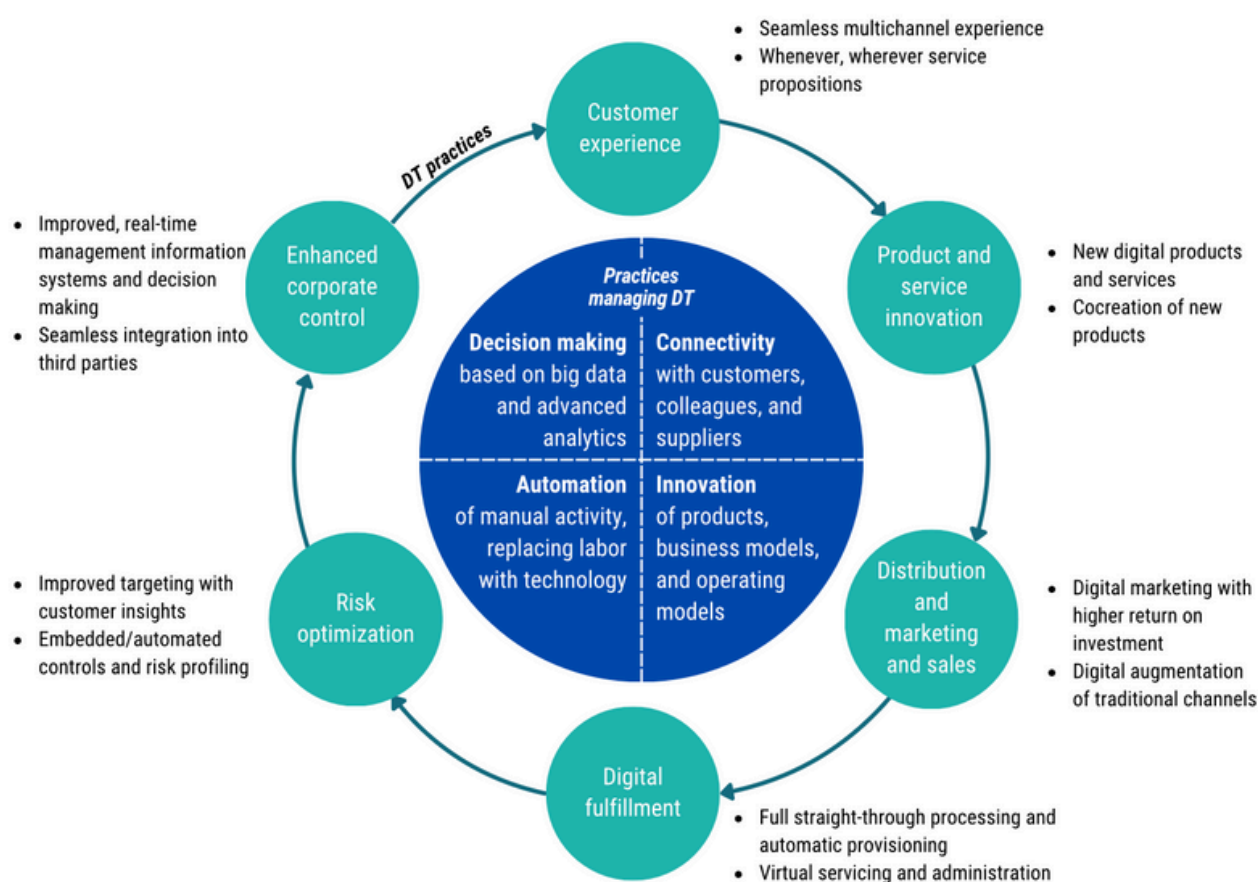 • Seamless multichannel experience
• Whenever, wherever service
propositions
Customer
experience
DT practices
• Improved, real-time
management information
systems and decision
making
• Seamless integration into
third parties
Enhanced
corporate
control
Product and
service
innovation
• New digital products
and services
• Cocreation of new
products
Practices
managing DT
Decision making
based on big data
and advanced
analytics
Connectivity
with customers,
colleagues, and
suppliers
Automation
of manual activity,
replacing labor
with technology
Innovation
of products,
business models,
and operating
models
• Improved targeting with
customer insights
• Embedded/automated
controls and risk profiling
Risk
optimization
Distribution
and
marketing
and sales
• Digital marketing with
higher return on
investment
• Digital augmentation
of traditional channels
Digital
fulfillment
• Full straight-through processing and
automatic provisioning
• Virtual servicing and administration